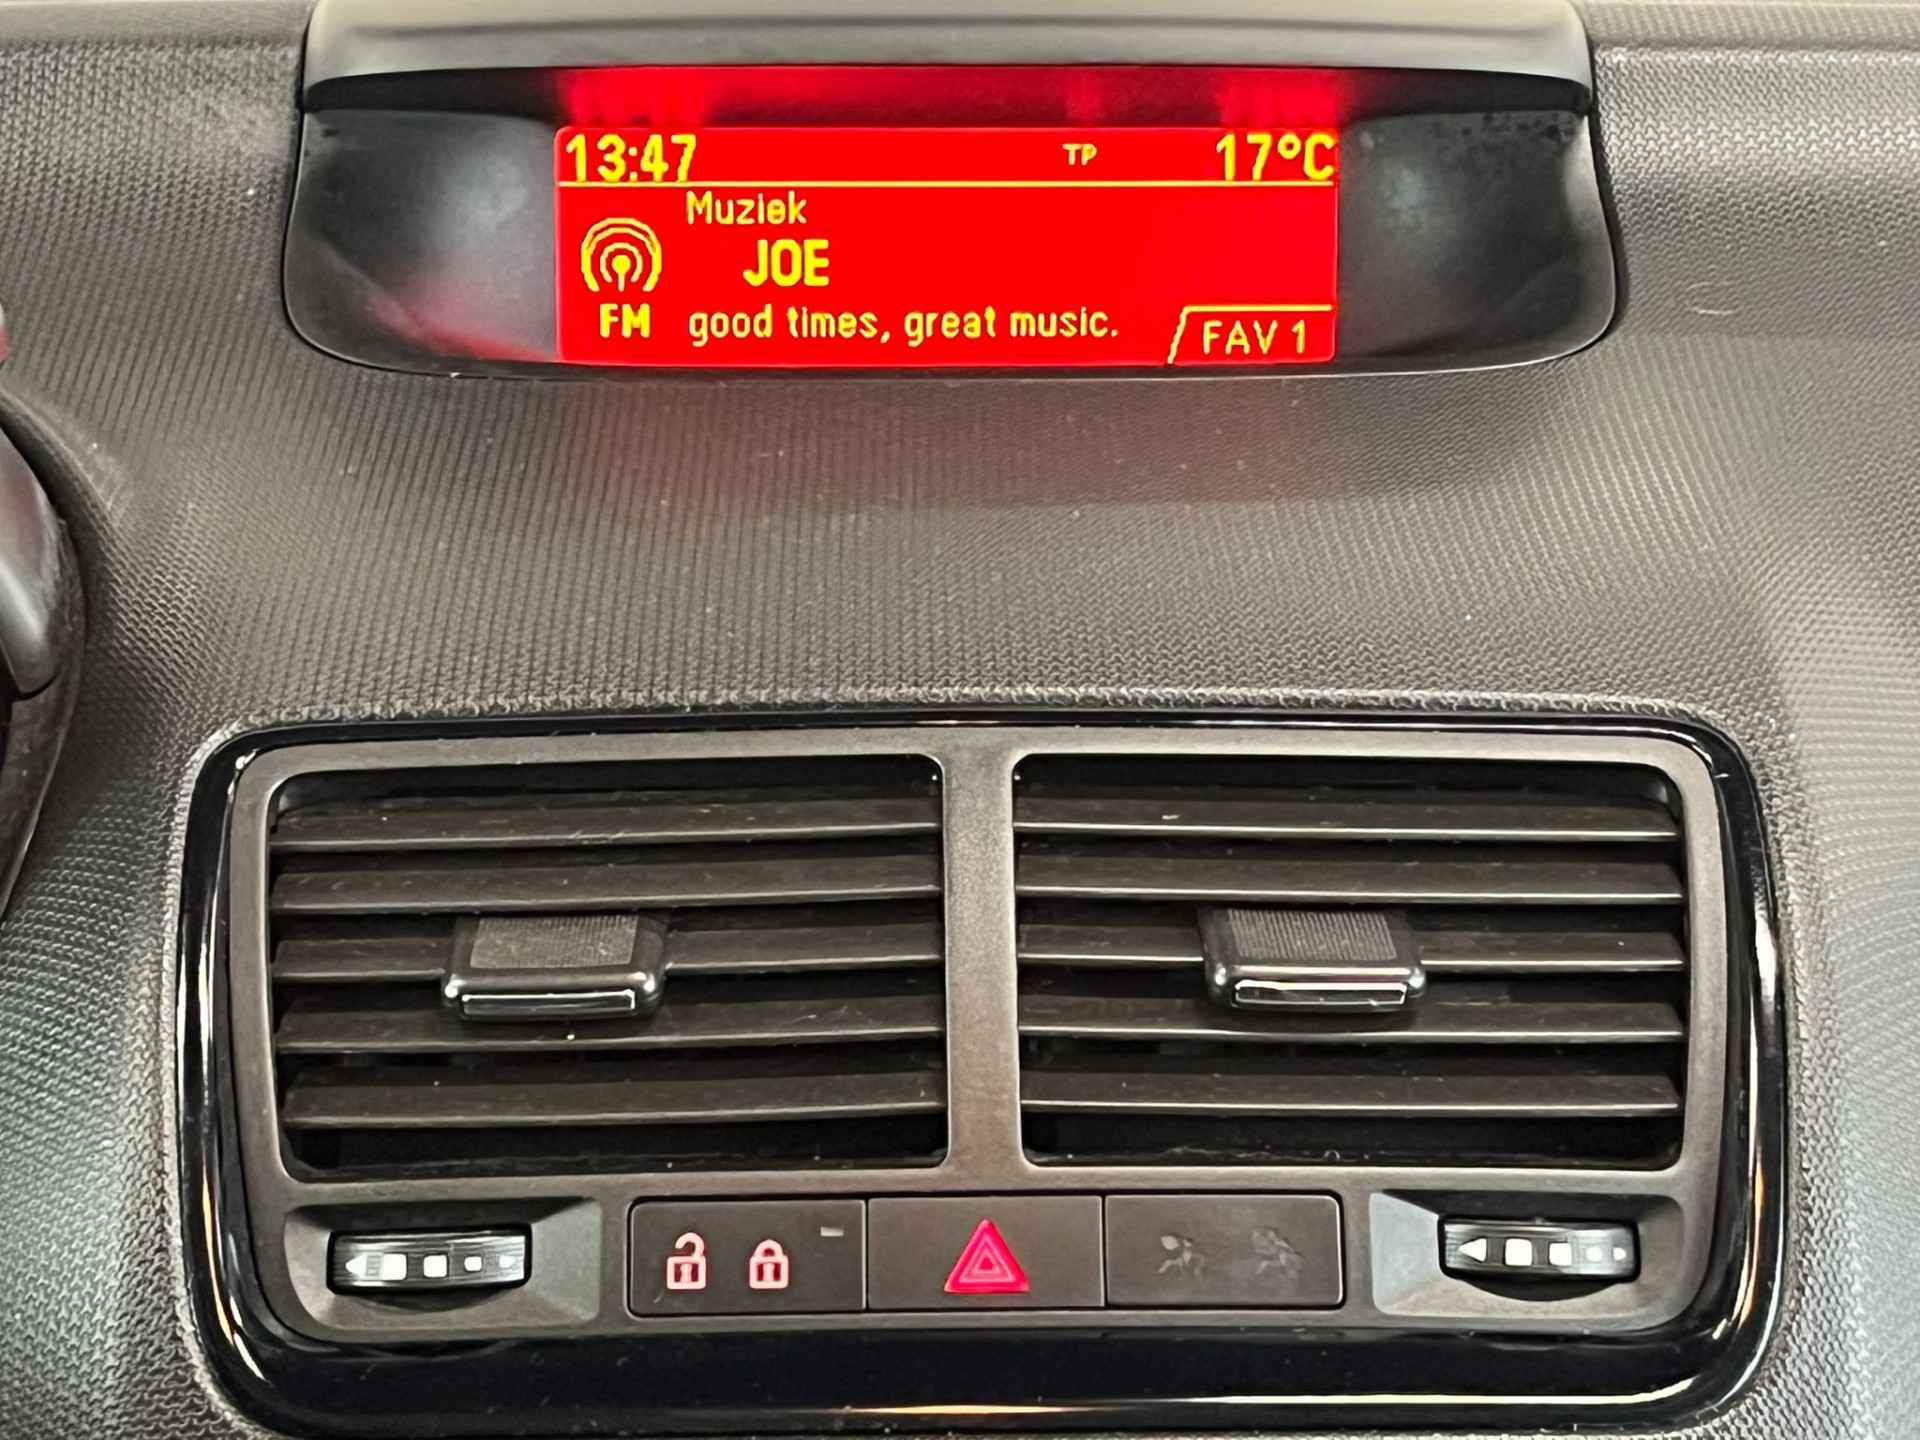 13:47 TP 17°C
Muziek
JOE
FM good times, great music.
FAV 1